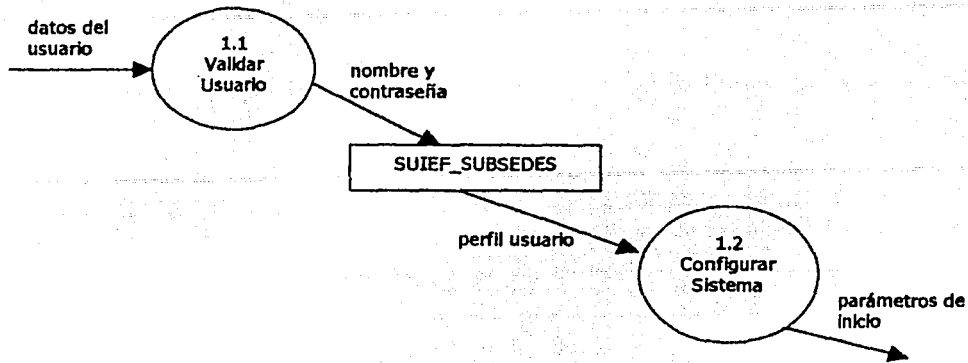 datos del
usuario
1.1
Validar
Usuario
nombre y
contraseña
SUIEF_SUBSEDES
perfil usuario
1.2
Configurar
Sistema
parámetros de
inicio